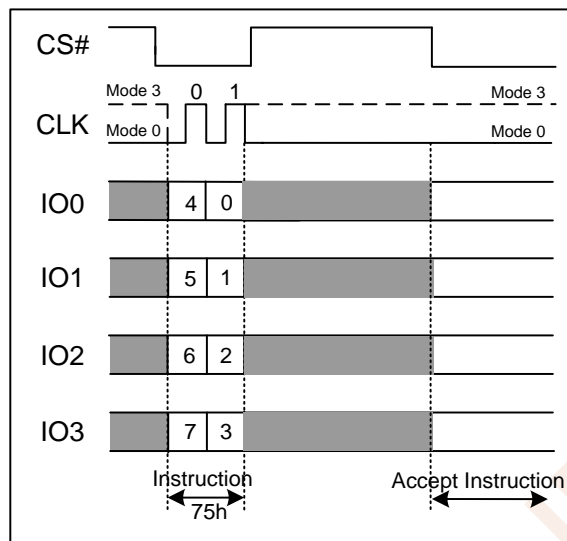 CS#
Mode 3 0 1 Mode 3
CLK
Mode 0 Mode 0
IO0 4 0
IO1 5 1
IO2 6 2
IO3 7 3
Instruction Accept Instruction
75h